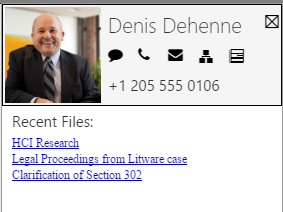 Denis Dehenne
+1 205 555 0106
Recent Files:
HCI Research
Legal Proceedings from Litware case
Clarification of Section 302